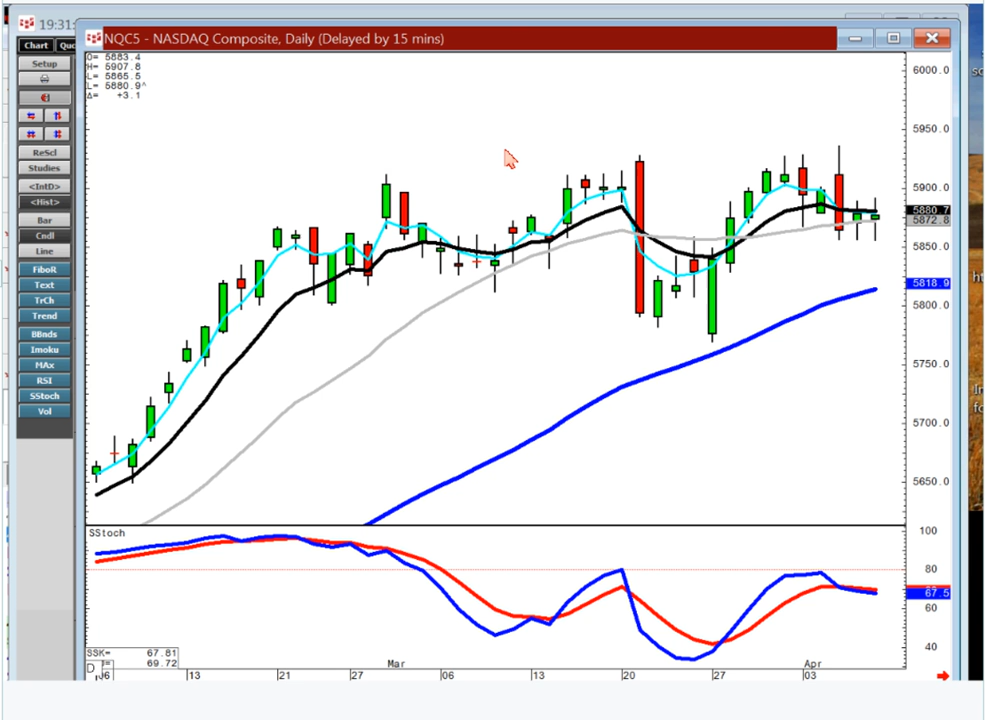 19:31:
NQC5 - NASDAQ Composite, Daily (Delayed by 15 mins)
Chart
Quo
Setup
ReScl
Studies
<IntD>
<Hist>
Bar
Cndl
Line
FiboR
Text
TrCh
Trend
BBnds
Imoku
MAx
RSI
SStoch
Vol
O= 5883.4
H= 5907.8
L= 5865.5
L= 5880.9^
Δ= +3.1
6000.0
5950.0
5900.0
5880.7
5872.8
5850.0
5818.9
5800.0
5750.0
5700.0
5650.0
SStoch
100
80
67.5
60
40
SSK= 67.81
= 69.72
D
06
13
21
27
Mar
06
13
20
27
Apr
03